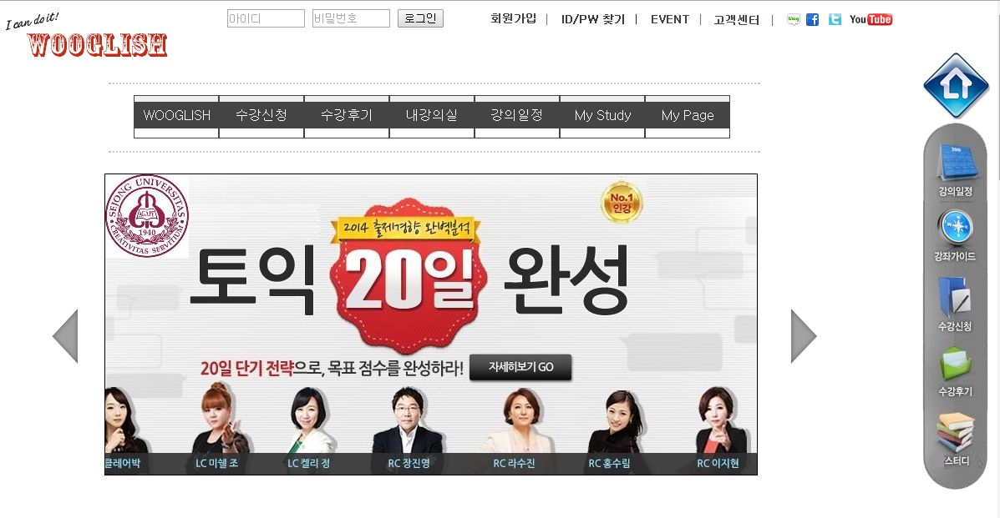 I can do it!
WOOGLISH
아이디 비밀번호 로그인 회원가입 | ID/PW 찾기 | EVENT | 고객센터 | blog f t You Tube
WOOGLISH 수강신청 수강후기 내강의실 강의일정 My Study My Page
SEJONG UNIVERSITAS
AGAPE
1940
CREATIVITAS SERVITIUM
No.1
인강
2014 출제경향 완벽분석
토익 20일 완성
20일 단기 전략으로, 목표 점수를 완성하라! 자세히보기 GO
클레어박 LC 미쉘 조 LC 켈리 정 RC 장진영 RC 라수진 RC 홍수림 RC 이지현
강의일정
W E
강좌가이드
수강신청
수강후기
스터디